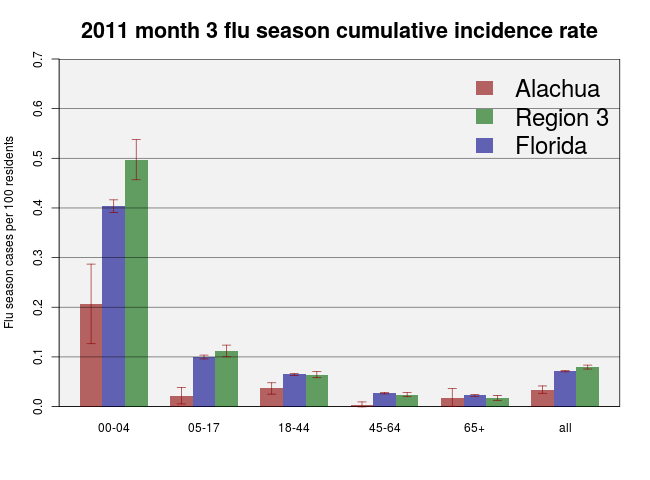 2011 month 3 flu season cumulative incidence rate
Flu season cases per 100 residents
0.7
0.6
0.5
0.4
0.3
0.2
0.1
0.0
Alachua
Region 3
Florida
00-04 05-17 18-44 45-64 65+ all